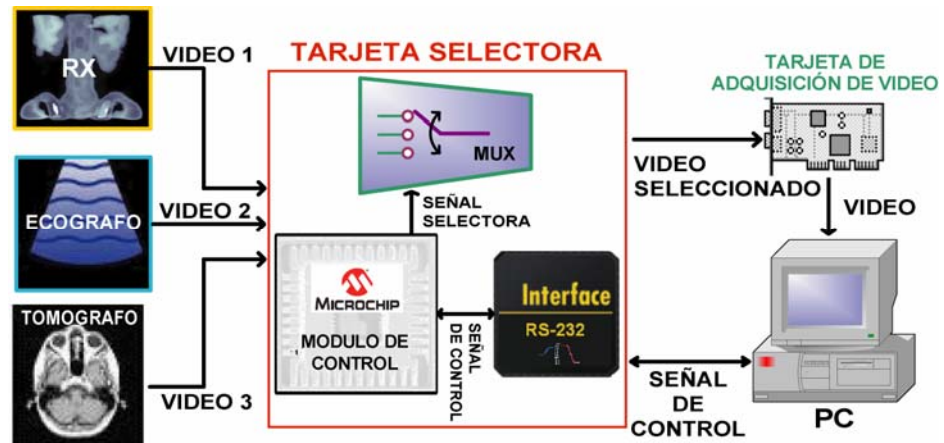 RX
VIDEO 1
ECOGRAFO
VIDEO 2
TOMOGRAFO
VIDEO 3
TARJETA SELECTORA
MUX
SEÑAL
SELECTORA
MICROCHIP
MODULO DE
CONTROL
SEÑAL
DE CONTROL
Interface
RS-232
VIDEO
SELECCIONADO
TARJETA DE
ADQUISICIÓN DE VIDEO
VIDEO
SEÑAL
DE
CONTROL
PC